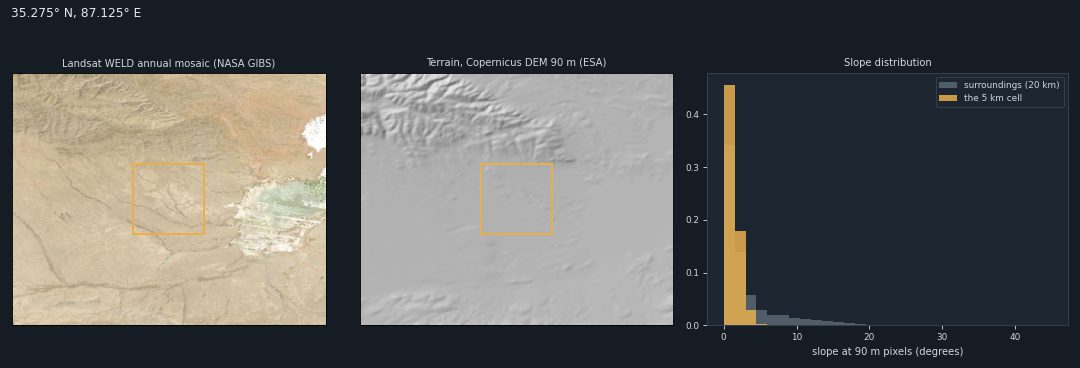 35.275° N, 87.125° E
Landsat WELD annual mosaic (NASA GIBS)
Terrain, Copernicus DEM 90 m (ESA)
Slope distribution
surroundings (20 km)
the 5 km cell
0.4
0.3
0.2
0.1
0.0
0
10
20
30
40
slope at 90 m pixels (degrees)